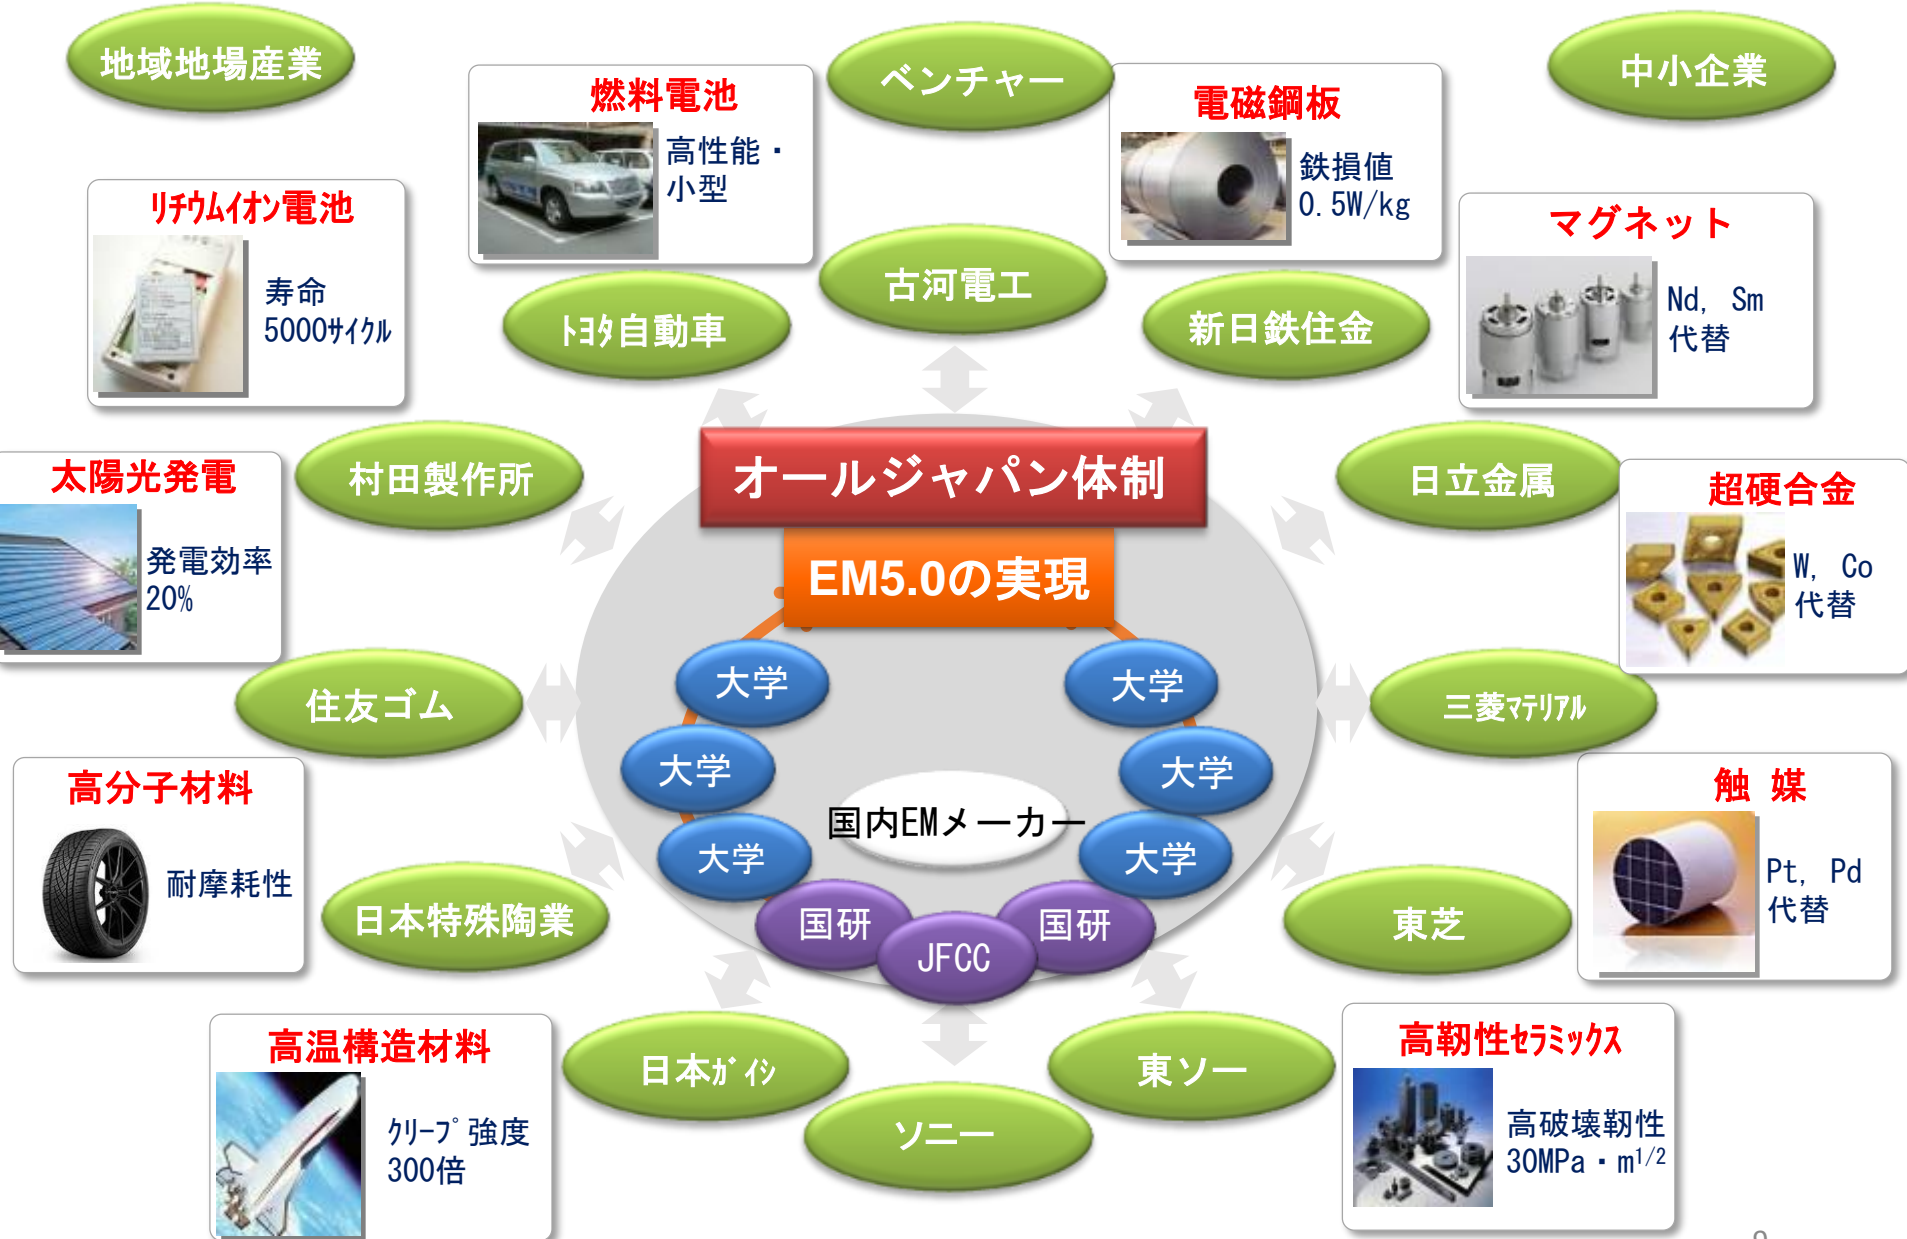 地域地場産業
ベンチャー
中小企業
燃料電池
高性能・
小型
電磁鋼板
鉄損値
0.5W/kg
リチウムイオン電池
寿命
5000サイクル
マグネット
Nd, Sm
代替
トヨタ自動車
古河電工
新日鉄住金
村田製作所
オールジャパン体制
日立金属
EM5.0の実現
太陽光発電
発電効率
20%
超硬合金
W, Co
代替
住友ゴム
大学
大学
三菱マテリアル
大学
大学
高分子材料
耐摩耗性
国内EMメーカー
触 媒
Pt, Pd
代替
大学
大学
日本特殊陶業
国研
JFCC
国研
東芝
高温構造材料
クリープ強度
300倍
日本ガイシ
ソニー
東ソー
高靭性セラミックス
高破壊靭性
30MPa・m1/2